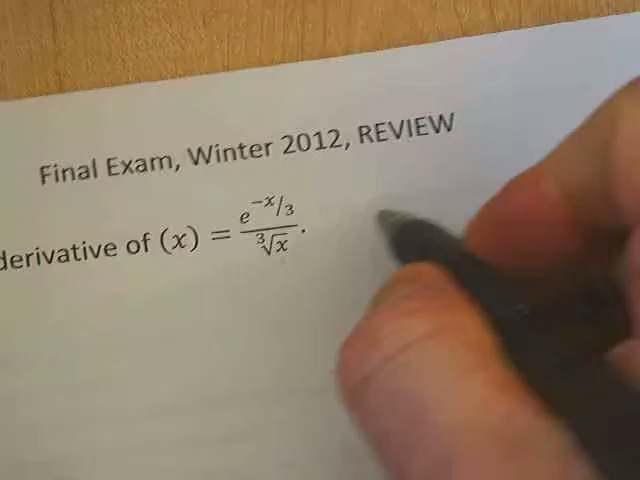 Final Exam, Winter 2012, REVIEW
derivative of (x) = e^{-x/3} / ∛x.